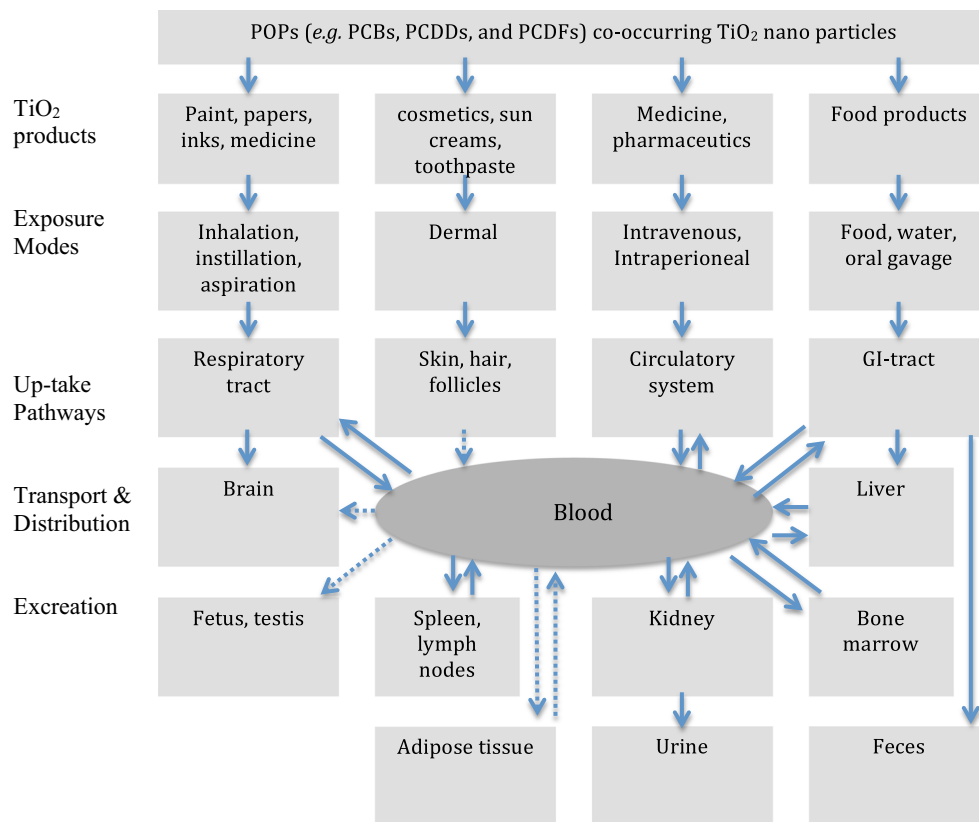 POPs (e.g. PCBs, PCDDs, and PCDFs) co-occurring TiO₂ nano particles
TiO₂
products
Paint, papers,
inks, medicine
cosmetics, sun
creams,
toothpaste
Medicine,
pharmaceutics
Food products
Exposure
Modes
Inhalation,
instillation,
aspiration
Dermal
Intravenous,
Intraperioneal
Food, water,
oral gavage
Up-take
Pathways
Respiratory
tract
Skin, hair,
follicles
Circulatory
system
GI-tract
Transport &
Distribution
Brain
Blood
Liver
Excreation
Fetus, testis
Spleen,
lymph
nodes
Kidney
Bone
marrow
Adipose tissue
Urine
Feces